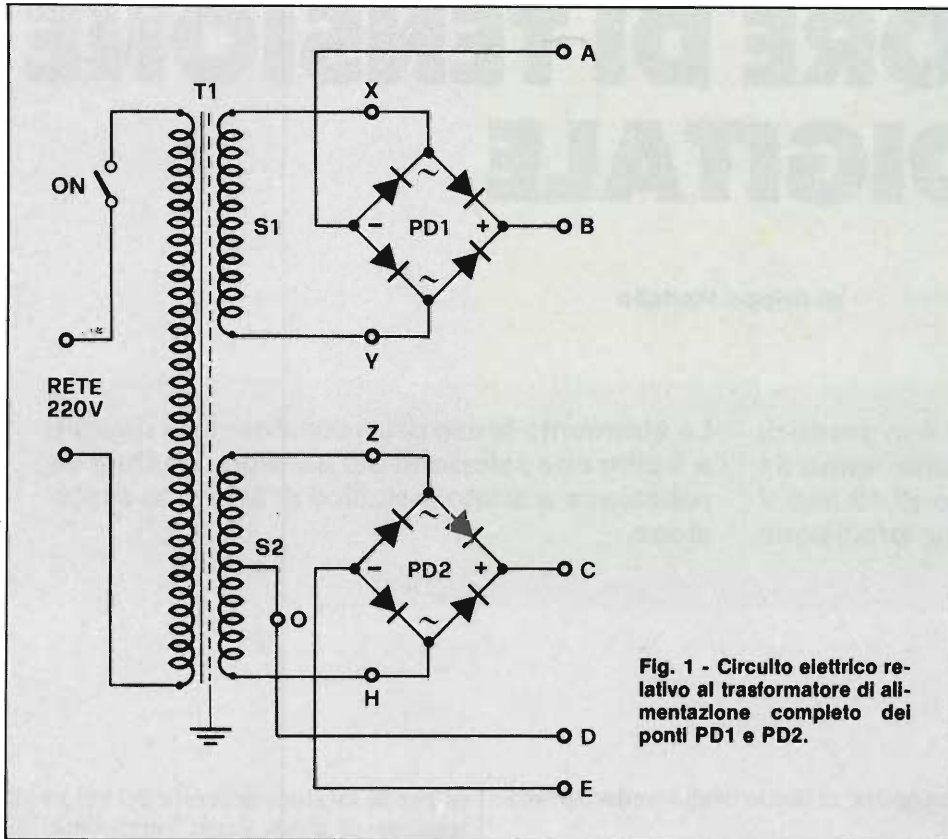 A
T1
X
ON
S1
~
- PD1 +
~
B
Y
RETE
220V
Z
S2
~
- PD2 +
~
C
O
H
D
E
Fig. 1 - Circuito elettrico re-
lativo al trasformatore di ali-
mentazione completo dei
ponti PD1 e PD2.